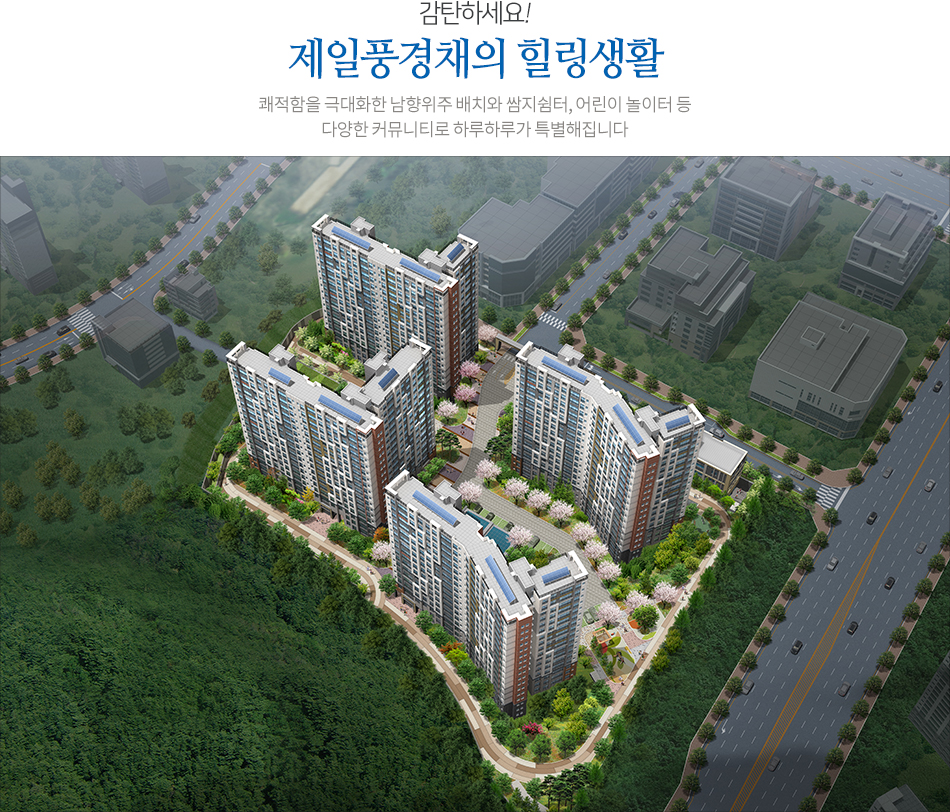 감탄하세요!
제일풍경채의 힐링생활
쾌적함을 극대화한 남향위주 배치와 쌈지쉼터, 어린이 놀이터 등
다양한 커뮤니티로 하루하루가 특별해집니다